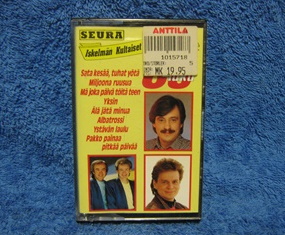 SEURA
Iskelmän Kultaiset
ANTTILA
1015718
MK 19.95
Sata kesää, tuhat yötä
Miljoona ruusua
Mä joka päivä töitä teen
Yksin
Älä jätä minua
Albatrossi
Ystävän laulu
Pakko painaa
pitkää päivää